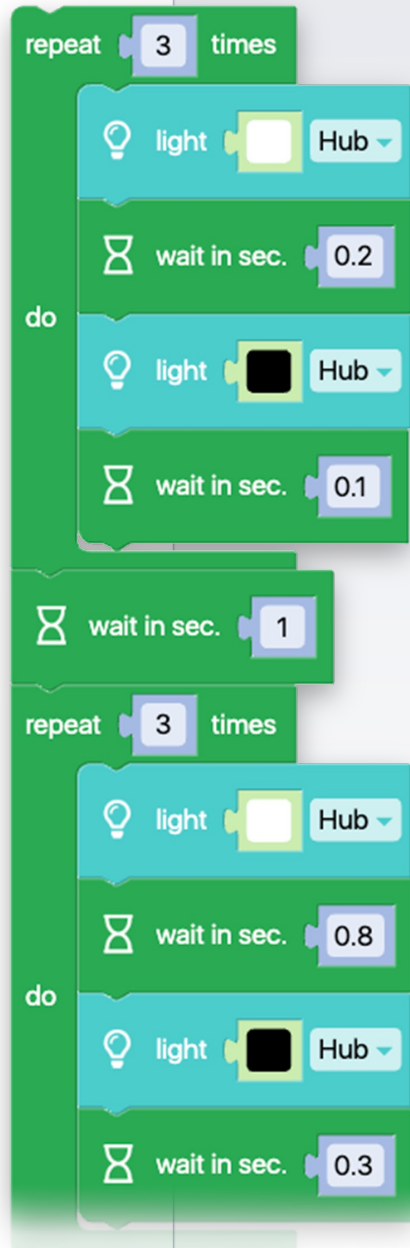 repeat 3 times
light Hub
wait in sec. 0.2
do
light Hub
wait in sec. 0.1
wait in sec. 1
repeat 3 times
light Hub
wait in sec. 0.8
do
light Hub
wait in sec. 0.3